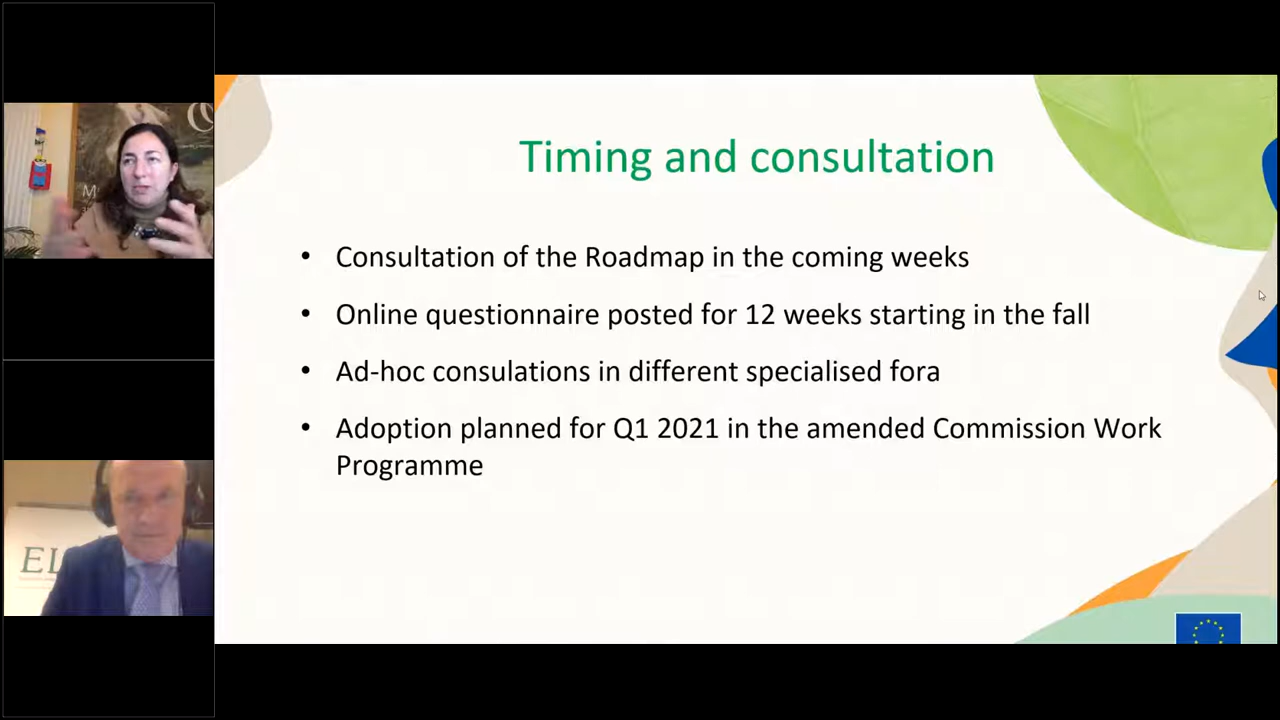 Timing and consultation
• Consultation of the Roadmap in the coming weeks
• Online questionnaire posted for 12 weeks starting in the fall
• Ad-hoc consulations in different specialised fora
• Adoption planned for Q1 2021 in the amended Commission Work
Programme
EL